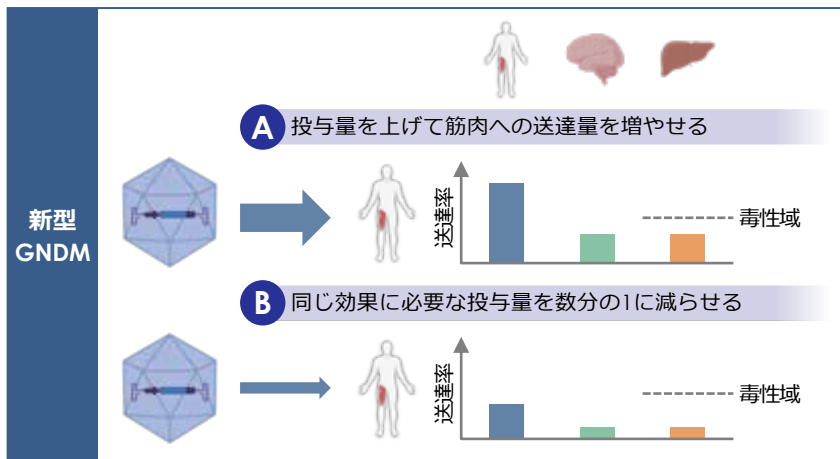 新型
GNDM
A 投与量を上げて筋肉への送達量を増やせる
送達率
毒性域
B 同じ効果に必要な投与量を数分の1に減らせる
送達率
毒性域